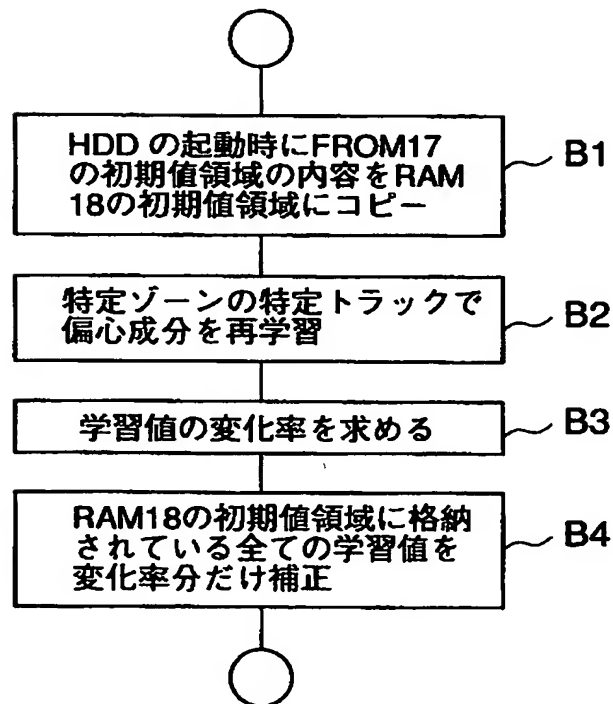 HDD の起動時にFROM17
の初期値領域の内容をRAM
18の初期値領域にコピー
B1
特定ゾーンの特定トラックで
偏心成分を再学習
B2
学習値の変化率を求める
B3
RAM18の初期値領域に格納
されている全ての学習値を
変化率分だけ補正
B4